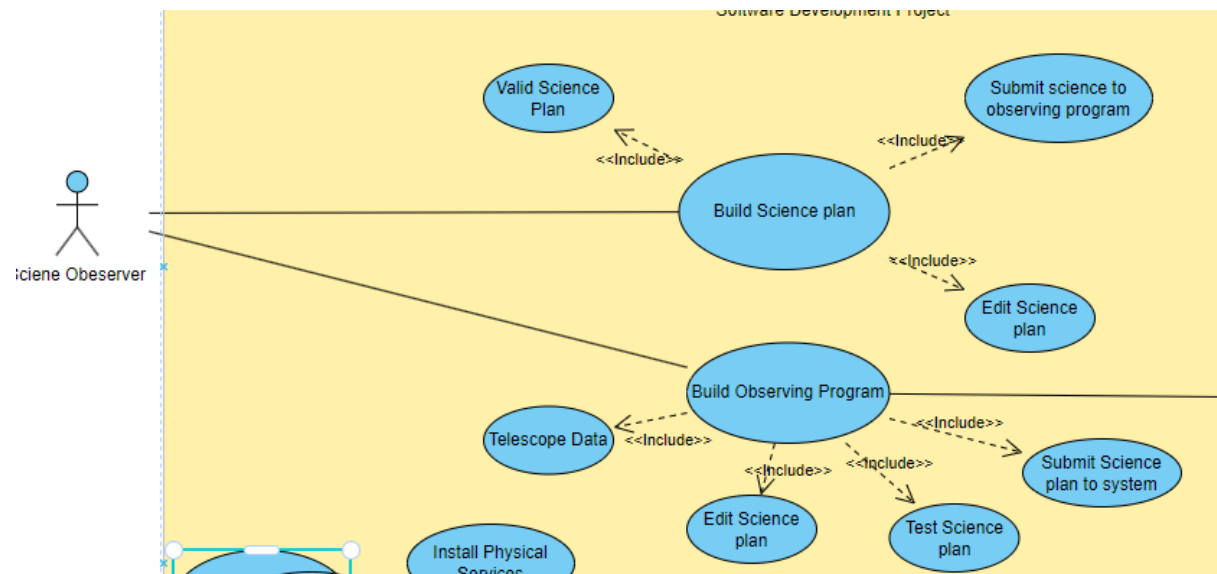 Software Development Project
Valid Science
Plan
Submit science to
observing program
<<Include>>
<<Include>>
Build Science plan
<<Include>>
Sciene Obeserver
Edit Science
plan
Build Observing Program
<<Include>>
Telescope Data
<<Include>>
Submit Science
plan to system
<<Include>>
<<Include>>
Edit Science
plan
Test Science
plan
Install Physical
Services